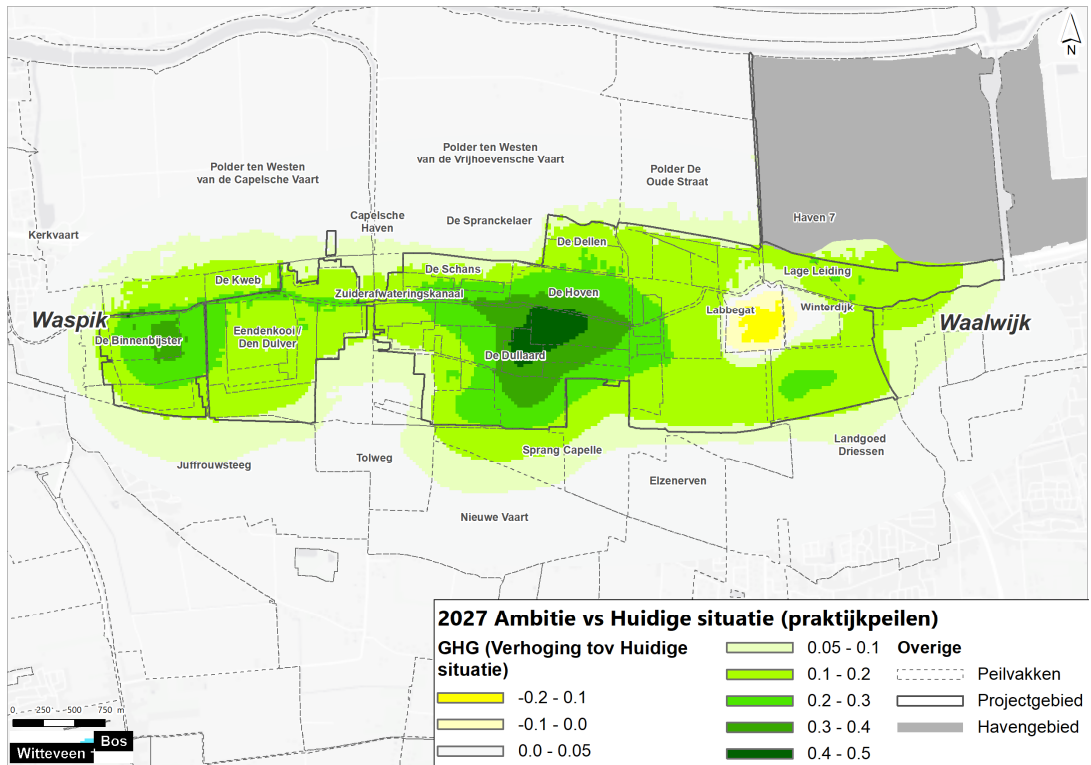 N
Polder ten Westen
van de Capelsche Vaart
Polder ten Westen
van de Vrijhoevensche Vaart
Polder De
Oude Straat
Capelsche
Haven
De Spranckelaer
Haven 7
Kerkvaart
De Dellen
De Kweb
De Schans
Lage Leiding
Zuiderafwateringskanaal
De Hoven
Labbegat
Winterdijk
Waspik
Waalwijk
De Binnenbijster
Eendenkooi /
Den Dulver
De Dullaard
Juffrouwsteeg
Tolweg
Sprang Capelle
Landgoed
Driessen
Elzenerven
Nieuwe Vaart
2027 Ambitie vs Huidige situatie (praktijkpeilen)
GHG (Verhoging tov Huidige
situatie)
-0.2 - 0.1
-0.1 - 0.0
0.0 - 0.05
0.05 - 0.1
0.1 - 0.2
0.2 - 0.3
0.3 - 0.4
0.4 - 0.5
Overige
Peilvakken
Projectgebied
Havengebied
0 250 500 750 m
Witteveen + Bos